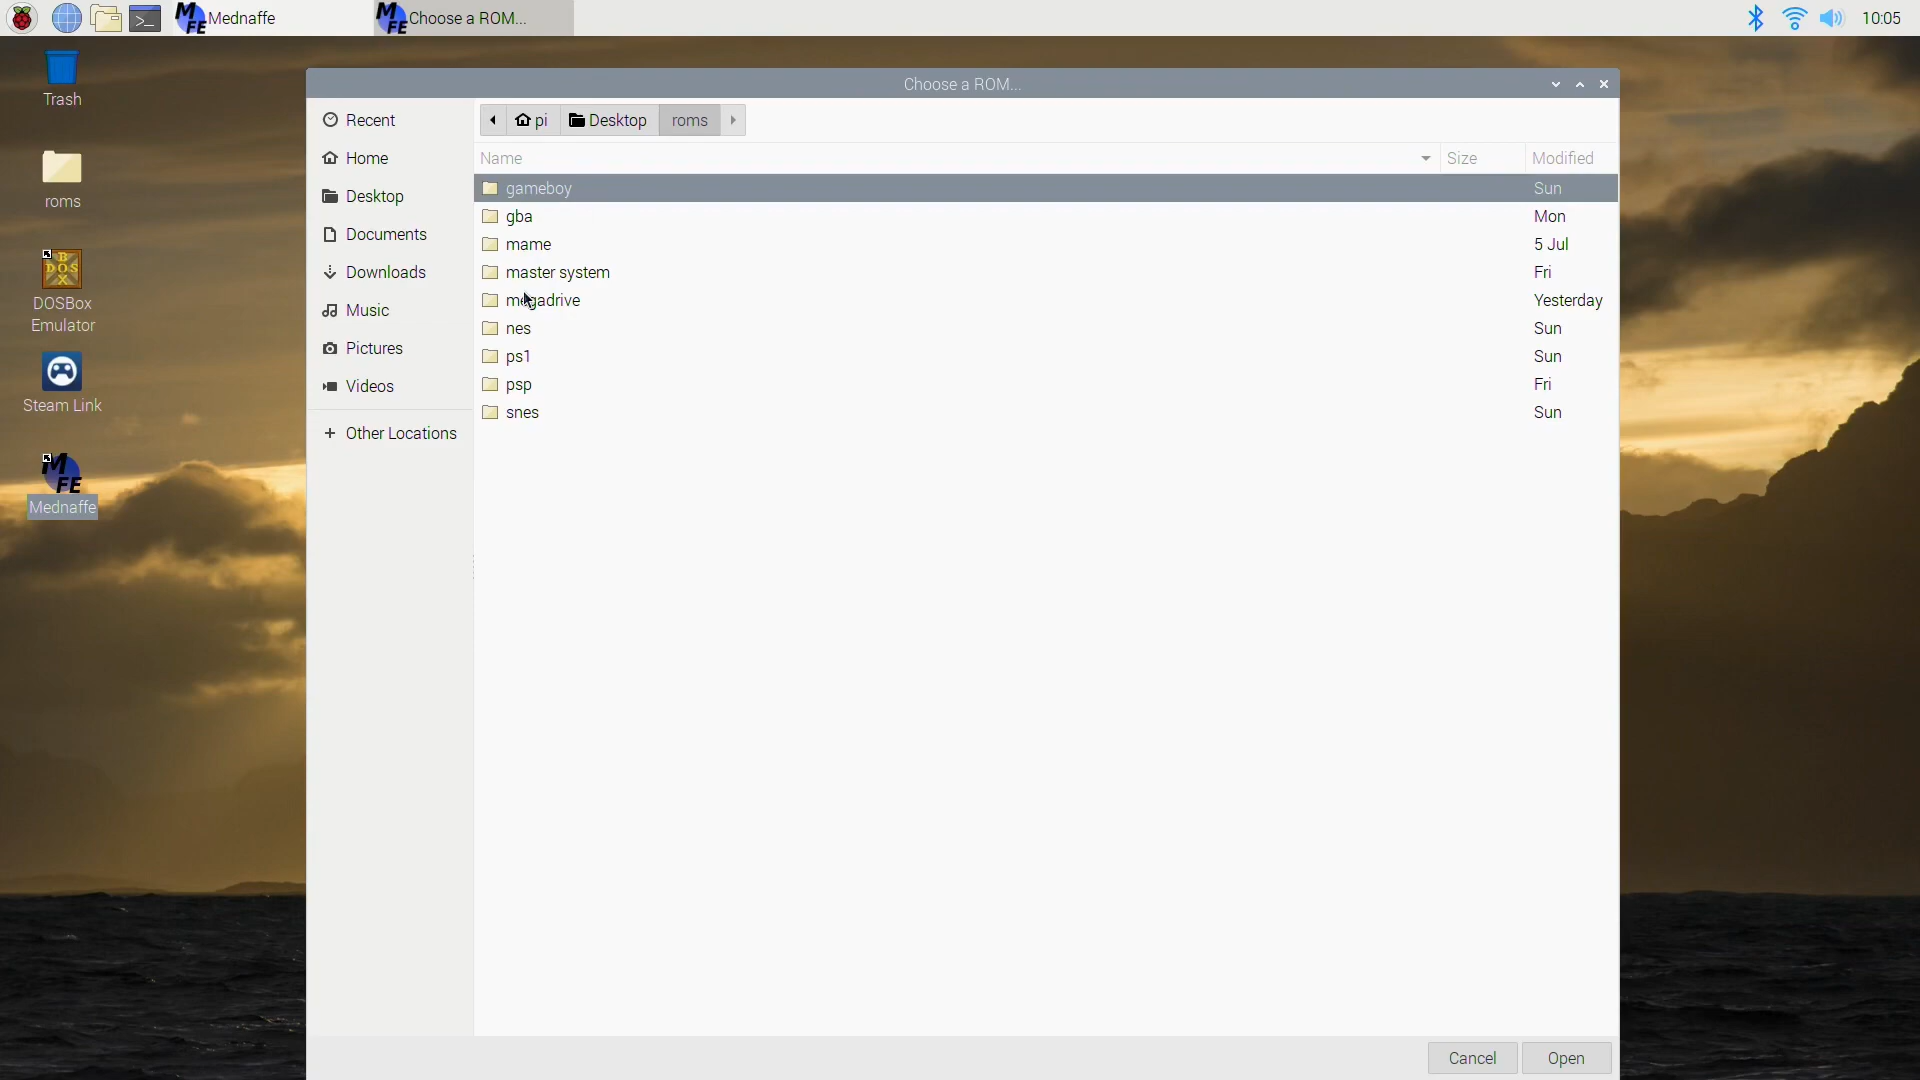 Mednaffe
Choose a ROM...
10:05
Trash
roms
DOSBox
Emulator
Steam Link
Mednaffe
Choose a ROM...
Recent
Home
Desktop
Documents
Downloads
Music
Pictures
Videos
Other Locations
pi
Desktop
roms
Name
Size
Modified
gameboy
Sun
gba
Mon
mame
5 Jul
master system
Fri
megadrive
Yesterday
nes
Sun
ps1
Sun
psp
Fri
snes
Sun
Cancel
Open